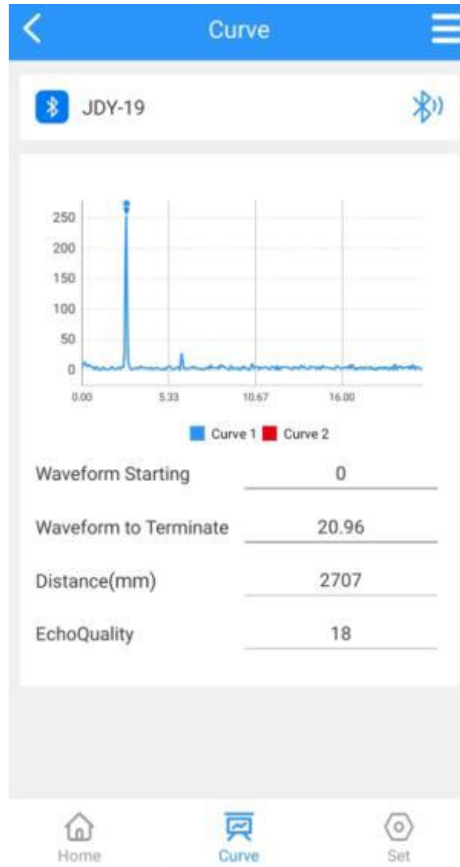 Curve
JDY-19
250
200
150
100
50
0
0.00 5.33 10.67 16.00
Curve 1 Curve 2
Waveform Starting 0
Waveform to Terminate 20.96
Distance(mm) 2707
EchoQuality 18
Home Curve Set